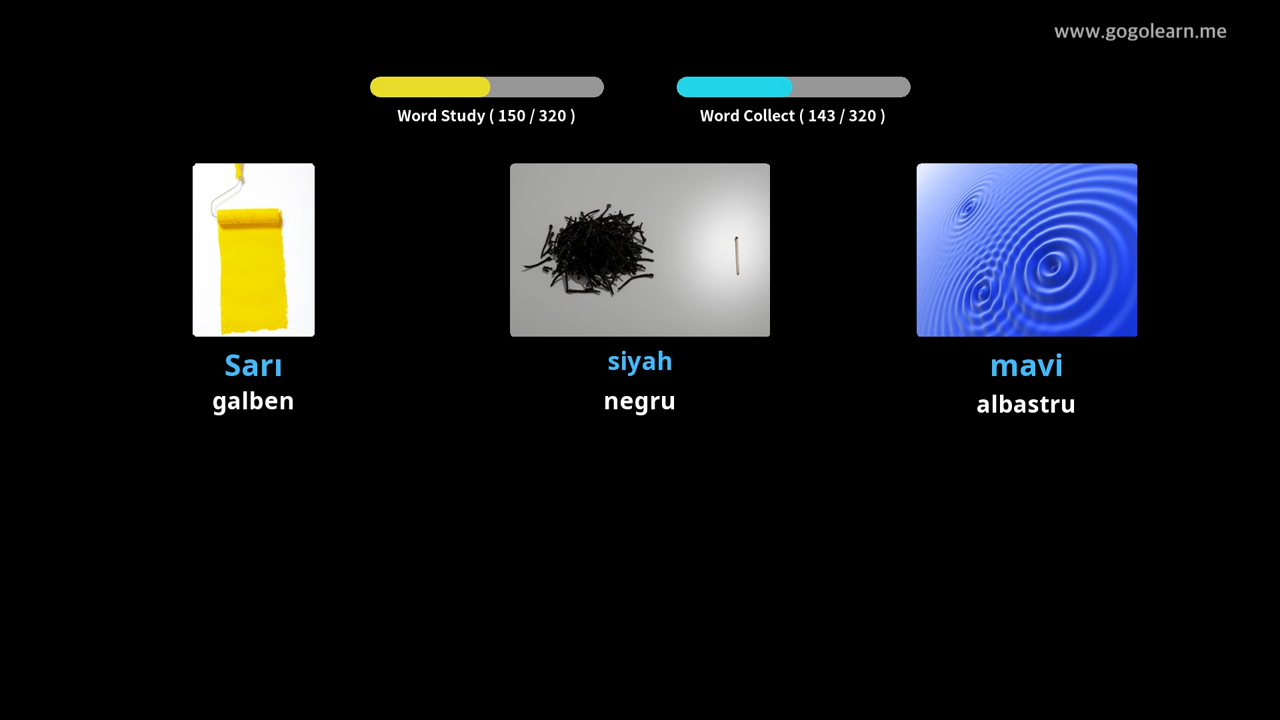 www.gogolearn.me
Word Study ( 150 / 320 )
Word Collect ( 143 / 320 )
Sarı
galben
siyah
negru
mavi
albastru